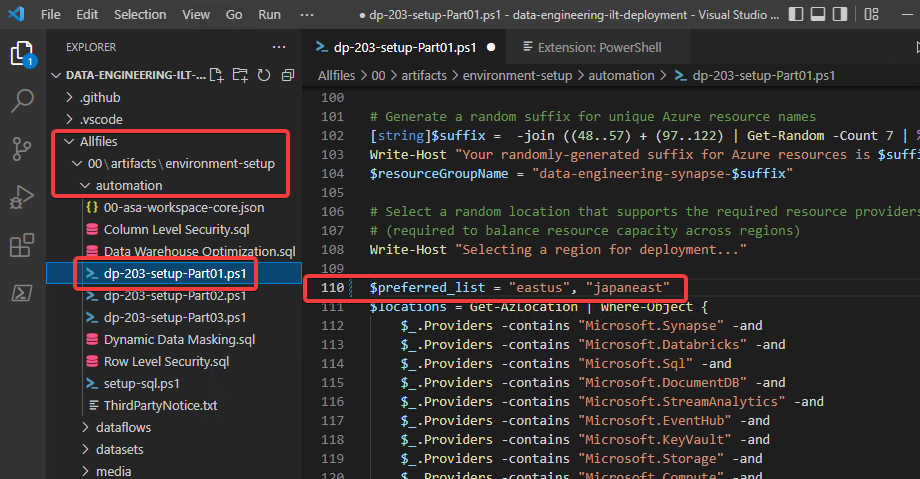 File Edit Selection View Go Run ··· ● dp-203-setup-Part01.ps1 - data-engineering-ilt-deployment - Visual Studio ...
1
EXPLORER ···
DATA-ENGINEERING-ILT-...
.github
.vscode
Allfiles
00\artifacts\environment-setup
automation
{} 00-asa-workspace-core.json
Column Level Security.sql
Data Warehouse Optimization.sql
dp-203-setup-Part01.ps1
dp-203-setup-Part02.ps1
dp-203-setup-Part03.ps1
Dynamic Data Masking.sql
Row Level Security.sql
setup-sql.ps1
ThirdPartyNotice.txt
dataflows
datasets
media
dp-203-setup-Part01.ps1 ● Extension: PowerShell
Allfiles > 00 > artifacts > environment-setup > automation > dp-203-setup-Part01.ps1
100
101 # Generate a random suffix for unique Azure resource names
102 [string]$suffix = -join ((48..57) + (97..122) | Get-Random -Count 7 | %
103 Write-Host "Your randomly-generated suffix for Azure resources is $suffi
104 $resourceGroupName = "data-engineering-synapse-$suffix"
105
106 # Select a random location that supports the required resource providers
107 # (required to balance resource capacity across regions)
108 Write-Host "Selecting a region for deployment..."
109
110 $preferred_list = "eastus", "japaneast"
111 $locations = Get-AzLocation | Where-Object {
112 $_.Providers -contains "Microsoft.Synapse" -and
113 $_.Providers -contains "Microsoft.Databricks" -and
114 $_.Providers -contains "Microsoft.Sql" -and
115 $_.Providers -contains "Microsoft.DocumentDB" -and
116 $_.Providers -contains "Microsoft.StreamAnalytics" -and
117 $_.Providers -contains "Microsoft.EventHub" -and
118 $_.Providers -contains "Microsoft.KeyVault" -and
119 $_.Providers -contains "Microsoft.Storage" -and
120 $_.Providers -contains "Microsoft.Compute" -and